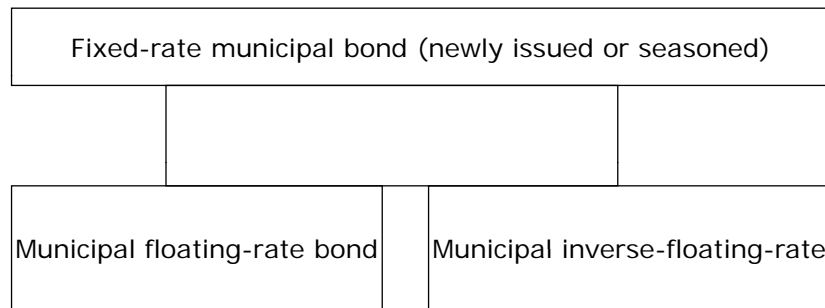 Fixed-rate municipal bond (newly issued or seasoned)
Municipal floating-rate bond
Municipal inverse-floating-rate